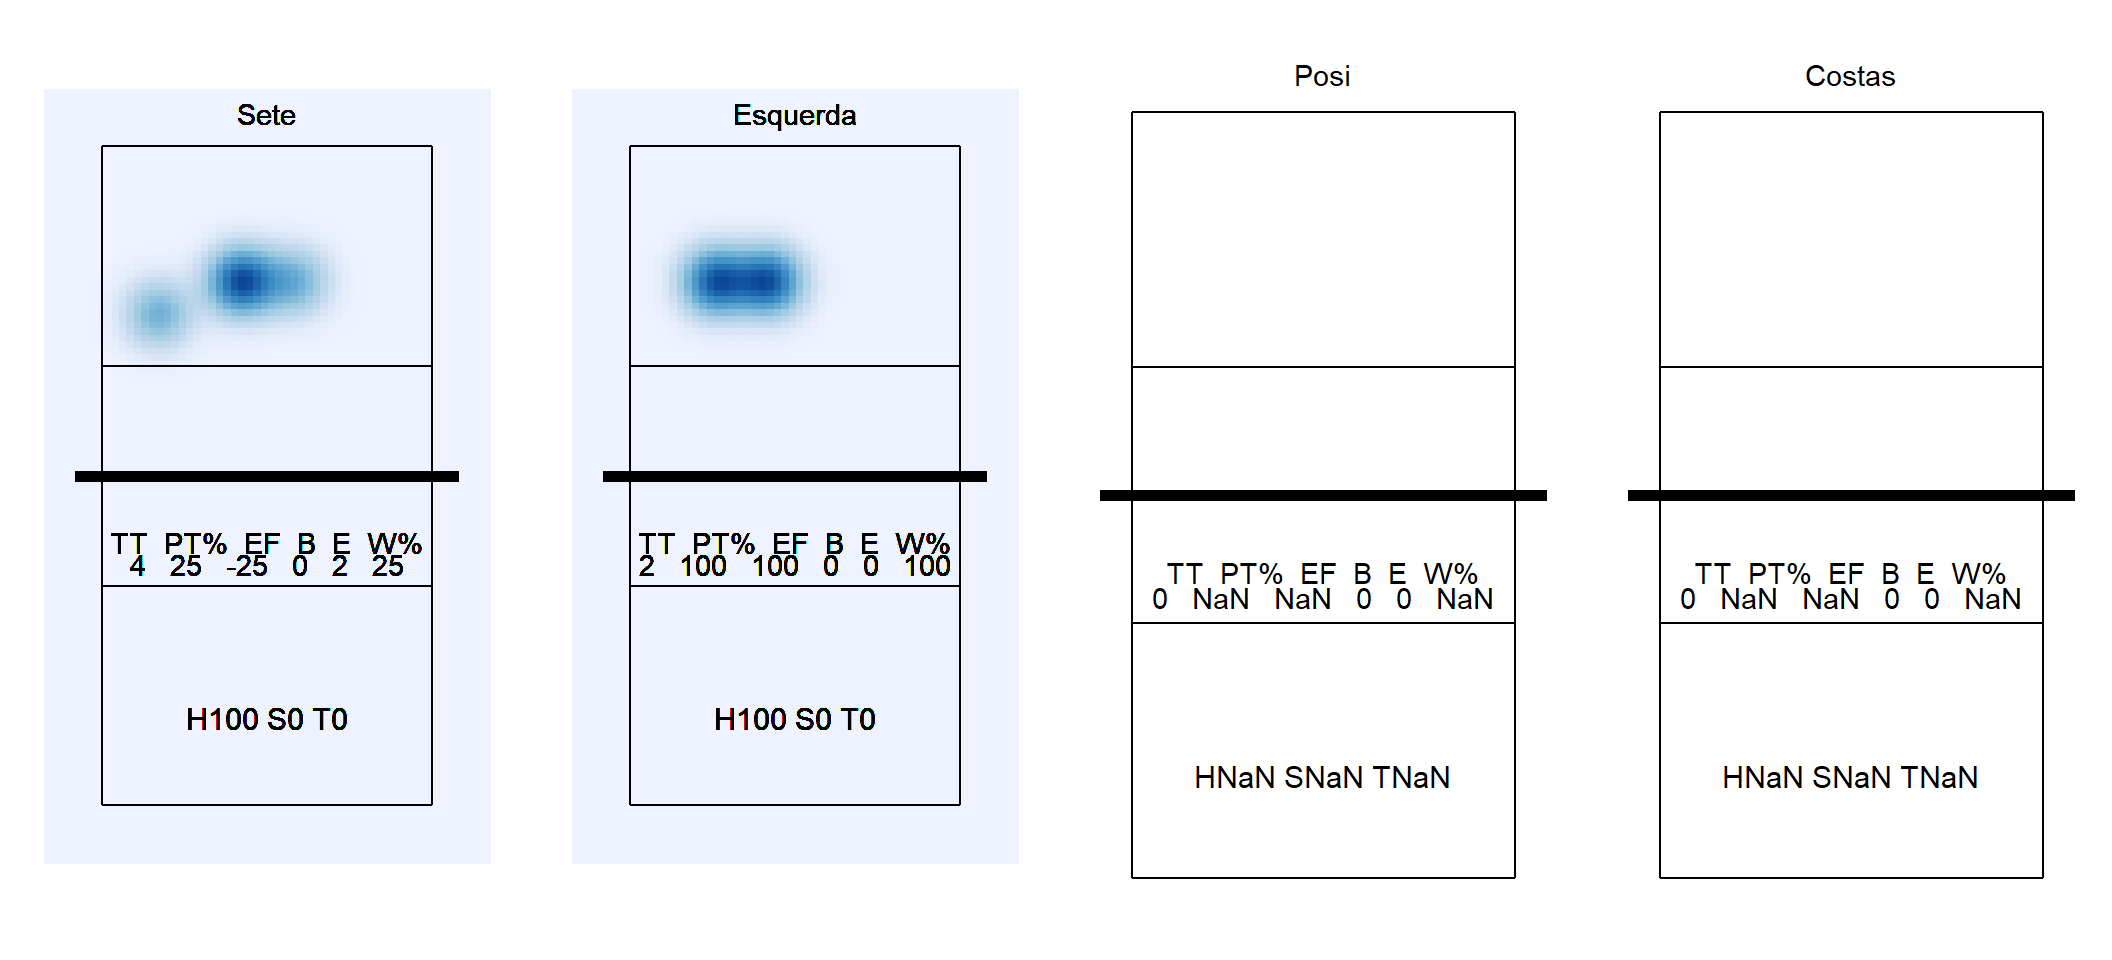 Sete
TT PT% EF B E W%
4 25 -25 0 2 25
H100 S0 T0
Esquerda
TT PT% EF B E W%
2 100 100 0 0 100
H100 S0 T0
Posi
TT PT% EF B E W%
0 NaN NaN 0 0 NaN
HNaN SNaN TNaN
Costas
TT PT% EF B E W%
0 NaN NaN 0 0 NaN
HNaN SNaN TNaN